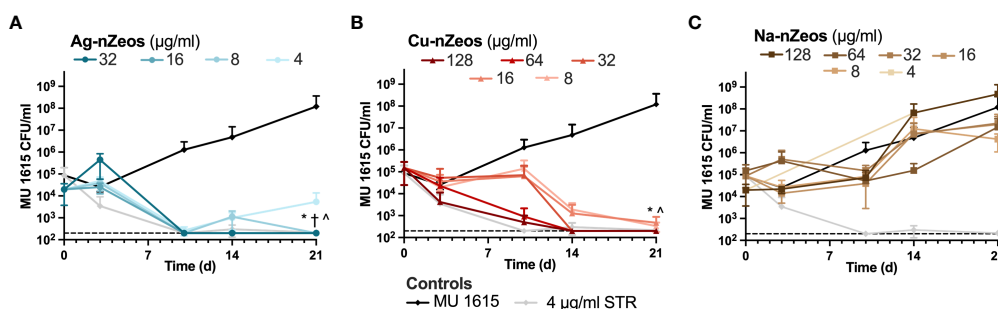 A
Ag-nZeos (µg/ml)
32 16 8 4
MU 1615 CFU/ml
10⁹
10⁸
10⁷
10⁶
10⁵
10⁴
10³
10²
0 7 14 21
Time (d)
* † ^
B
Cu-nZeos (µg/ml)
128 64 32
16 8
MU 1615 CFU/ml
10⁹
10⁸
10⁷
10⁶
10⁵
10⁴
10³
10²
0 7 14 21
Time (d)
* ^
C
Na-nZeos (µg/ml)
128 64 32 16
8 4
MU 1615 CFU/ml
10⁹
10⁸
10⁷
10⁶
10⁵
10⁴
10³
10²
0 7 14 21
Time (d)
Controls
MU 1615 4 µg/ml STR